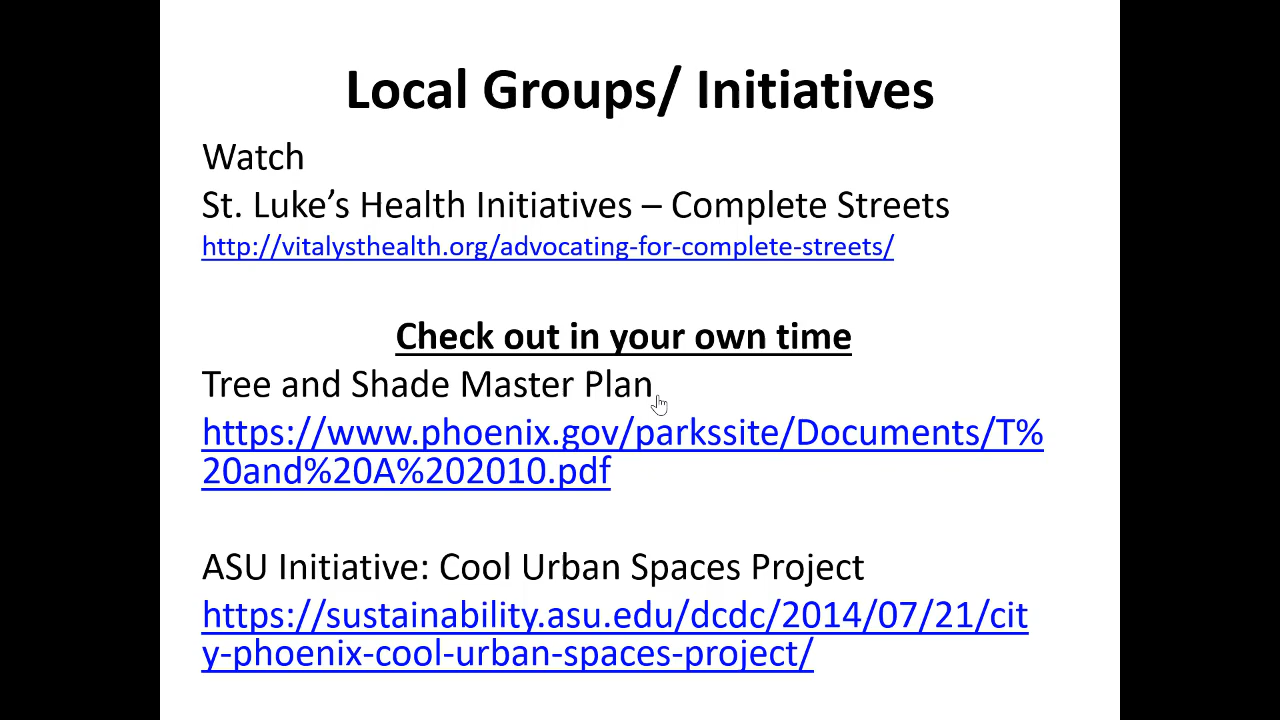 Local Groups/ Initiatives
Watch
St. Luke’s Health Initiatives – Complete Streets
http://vitalysthealth.org/advocating-for-complete-streets/
Check out in your own time
Tree and Shade Master Plan
https://www.phoenix.gov/parkssite/Documents/T%
20and%20A%202010.pdf
ASU Initiative: Cool Urban Spaces Project
https://sustainability.asu.edu/dcdc/2014/07/21/cit
y-phoenix-cool-urban-spaces-project/